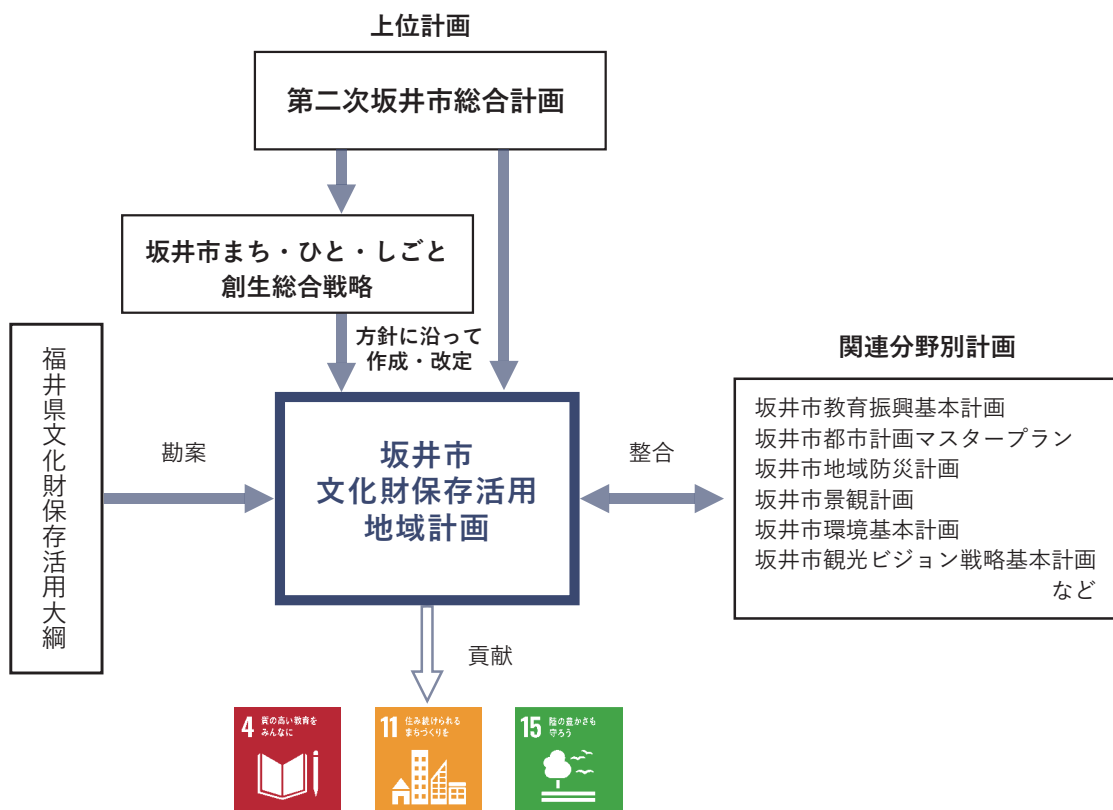 上位計画
第二次坂井市総合計画
坂井市まち・ひと・しごと
創生総合戦略
方針に沿って
作成・改定
福井県文化財保存活用大綱
勘案
坂井市
文化財保存活用
地域計画
整合
関連分野別計画
坂井市教育振興基本計画
坂井市都市計画マスタープラン
坂井市地域防災計画
坂井市景観計画
坂井市環境基本計画
坂井市観光ビジョン戦略基本計画
など
貢献
4 質の高い教育を
みんなに
11 住み続けられる
まちづくりを
15 陸の豊かさも
守ろう